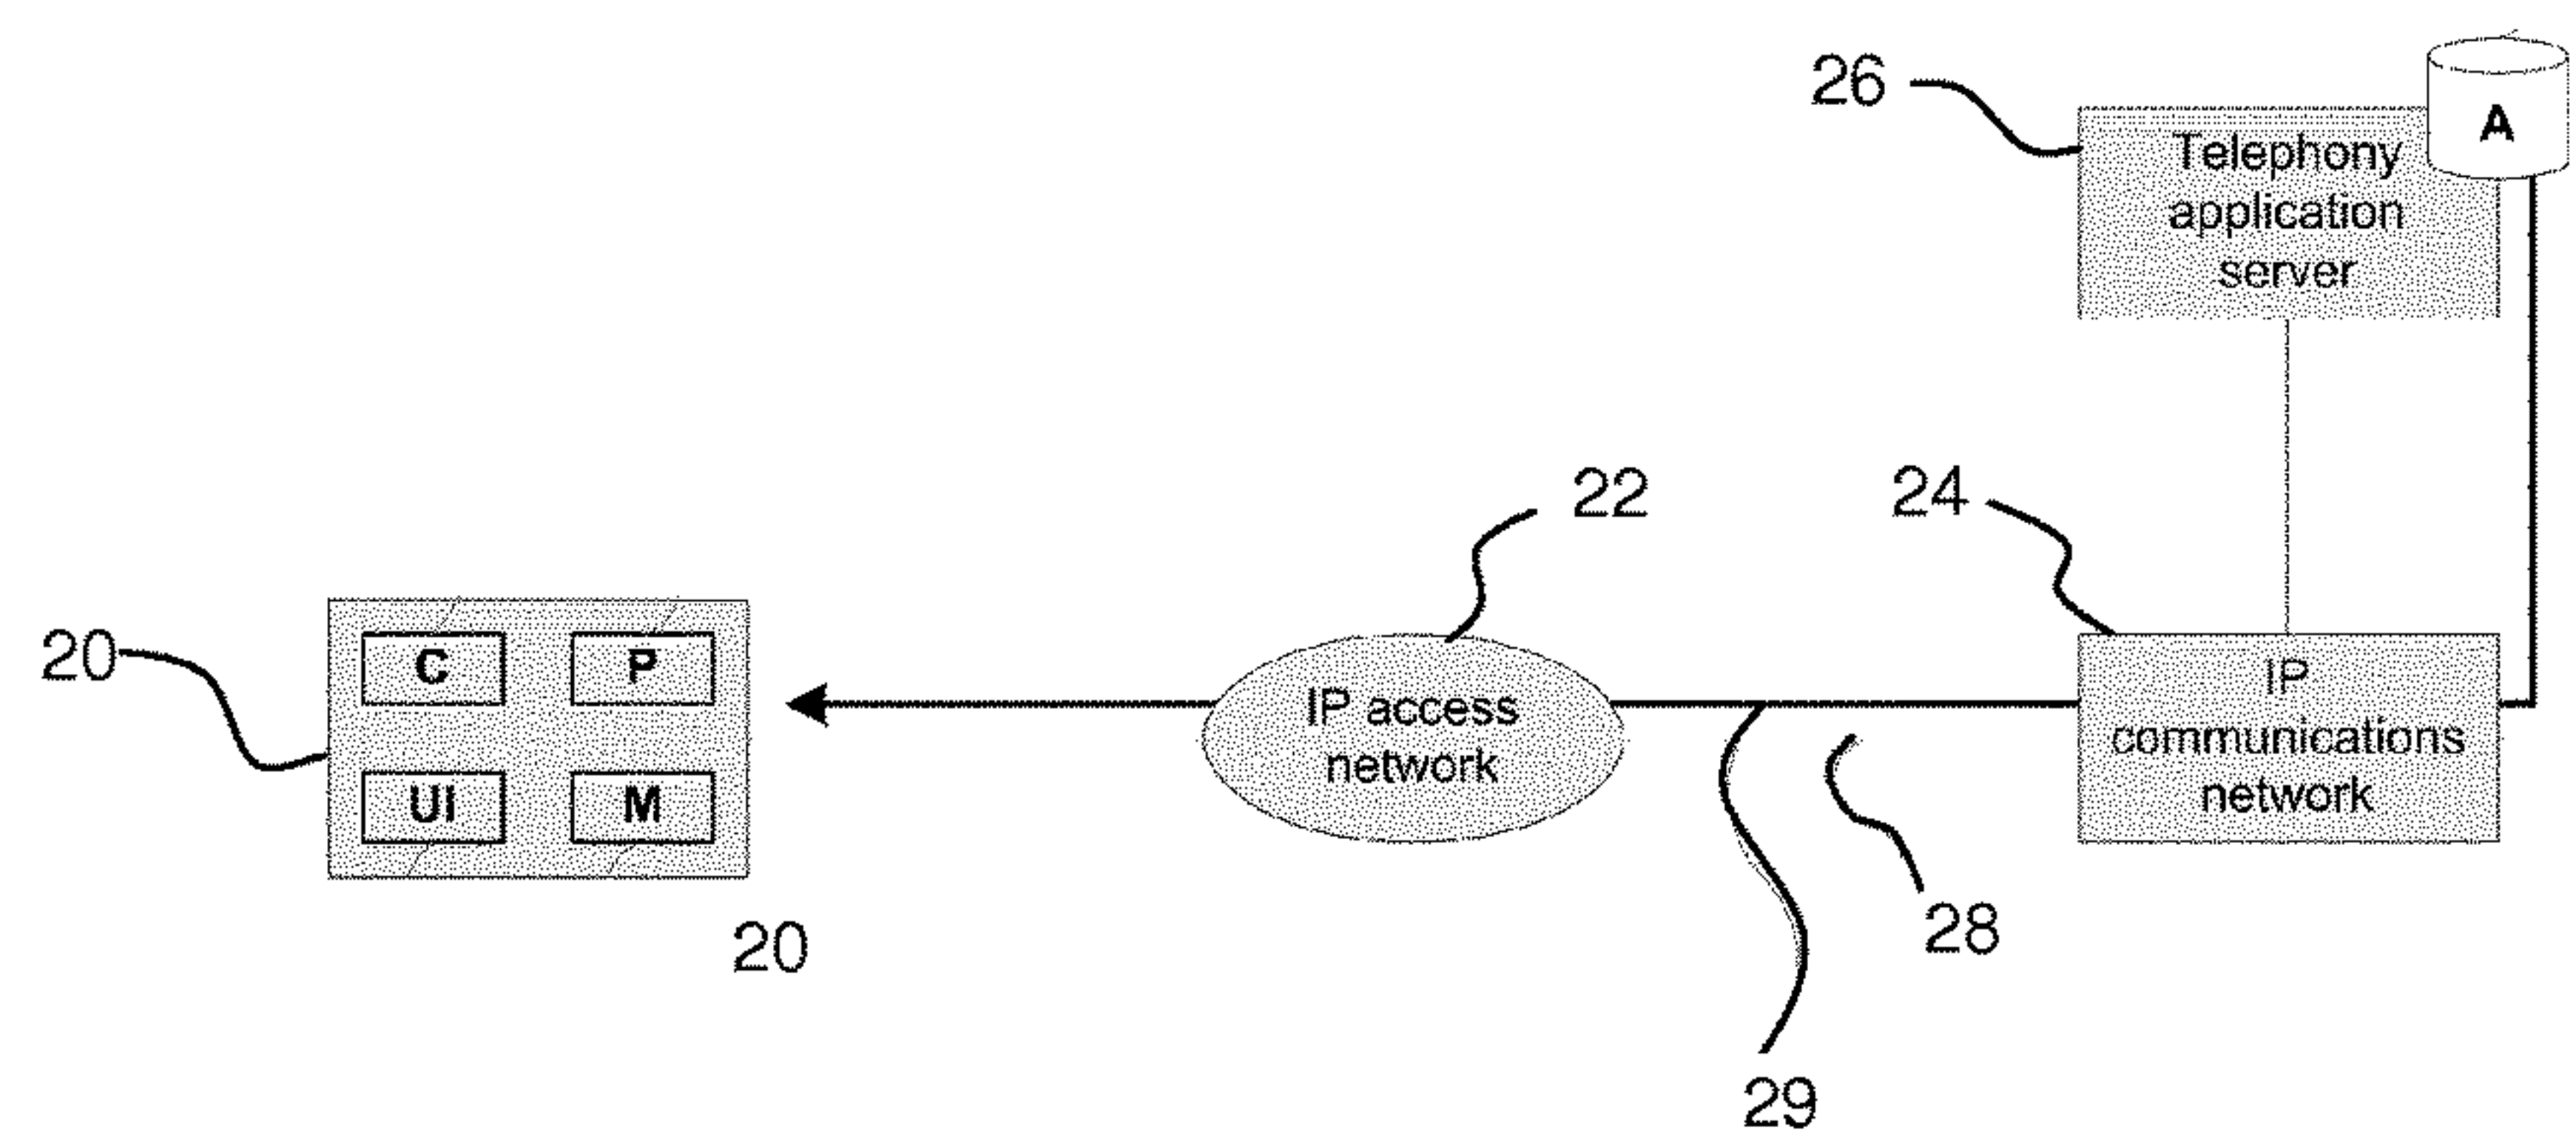 26
A
Telephony
application
server
22
24
20
C
P
IP access
network
IP
communications
network
UI
M
28
20
29